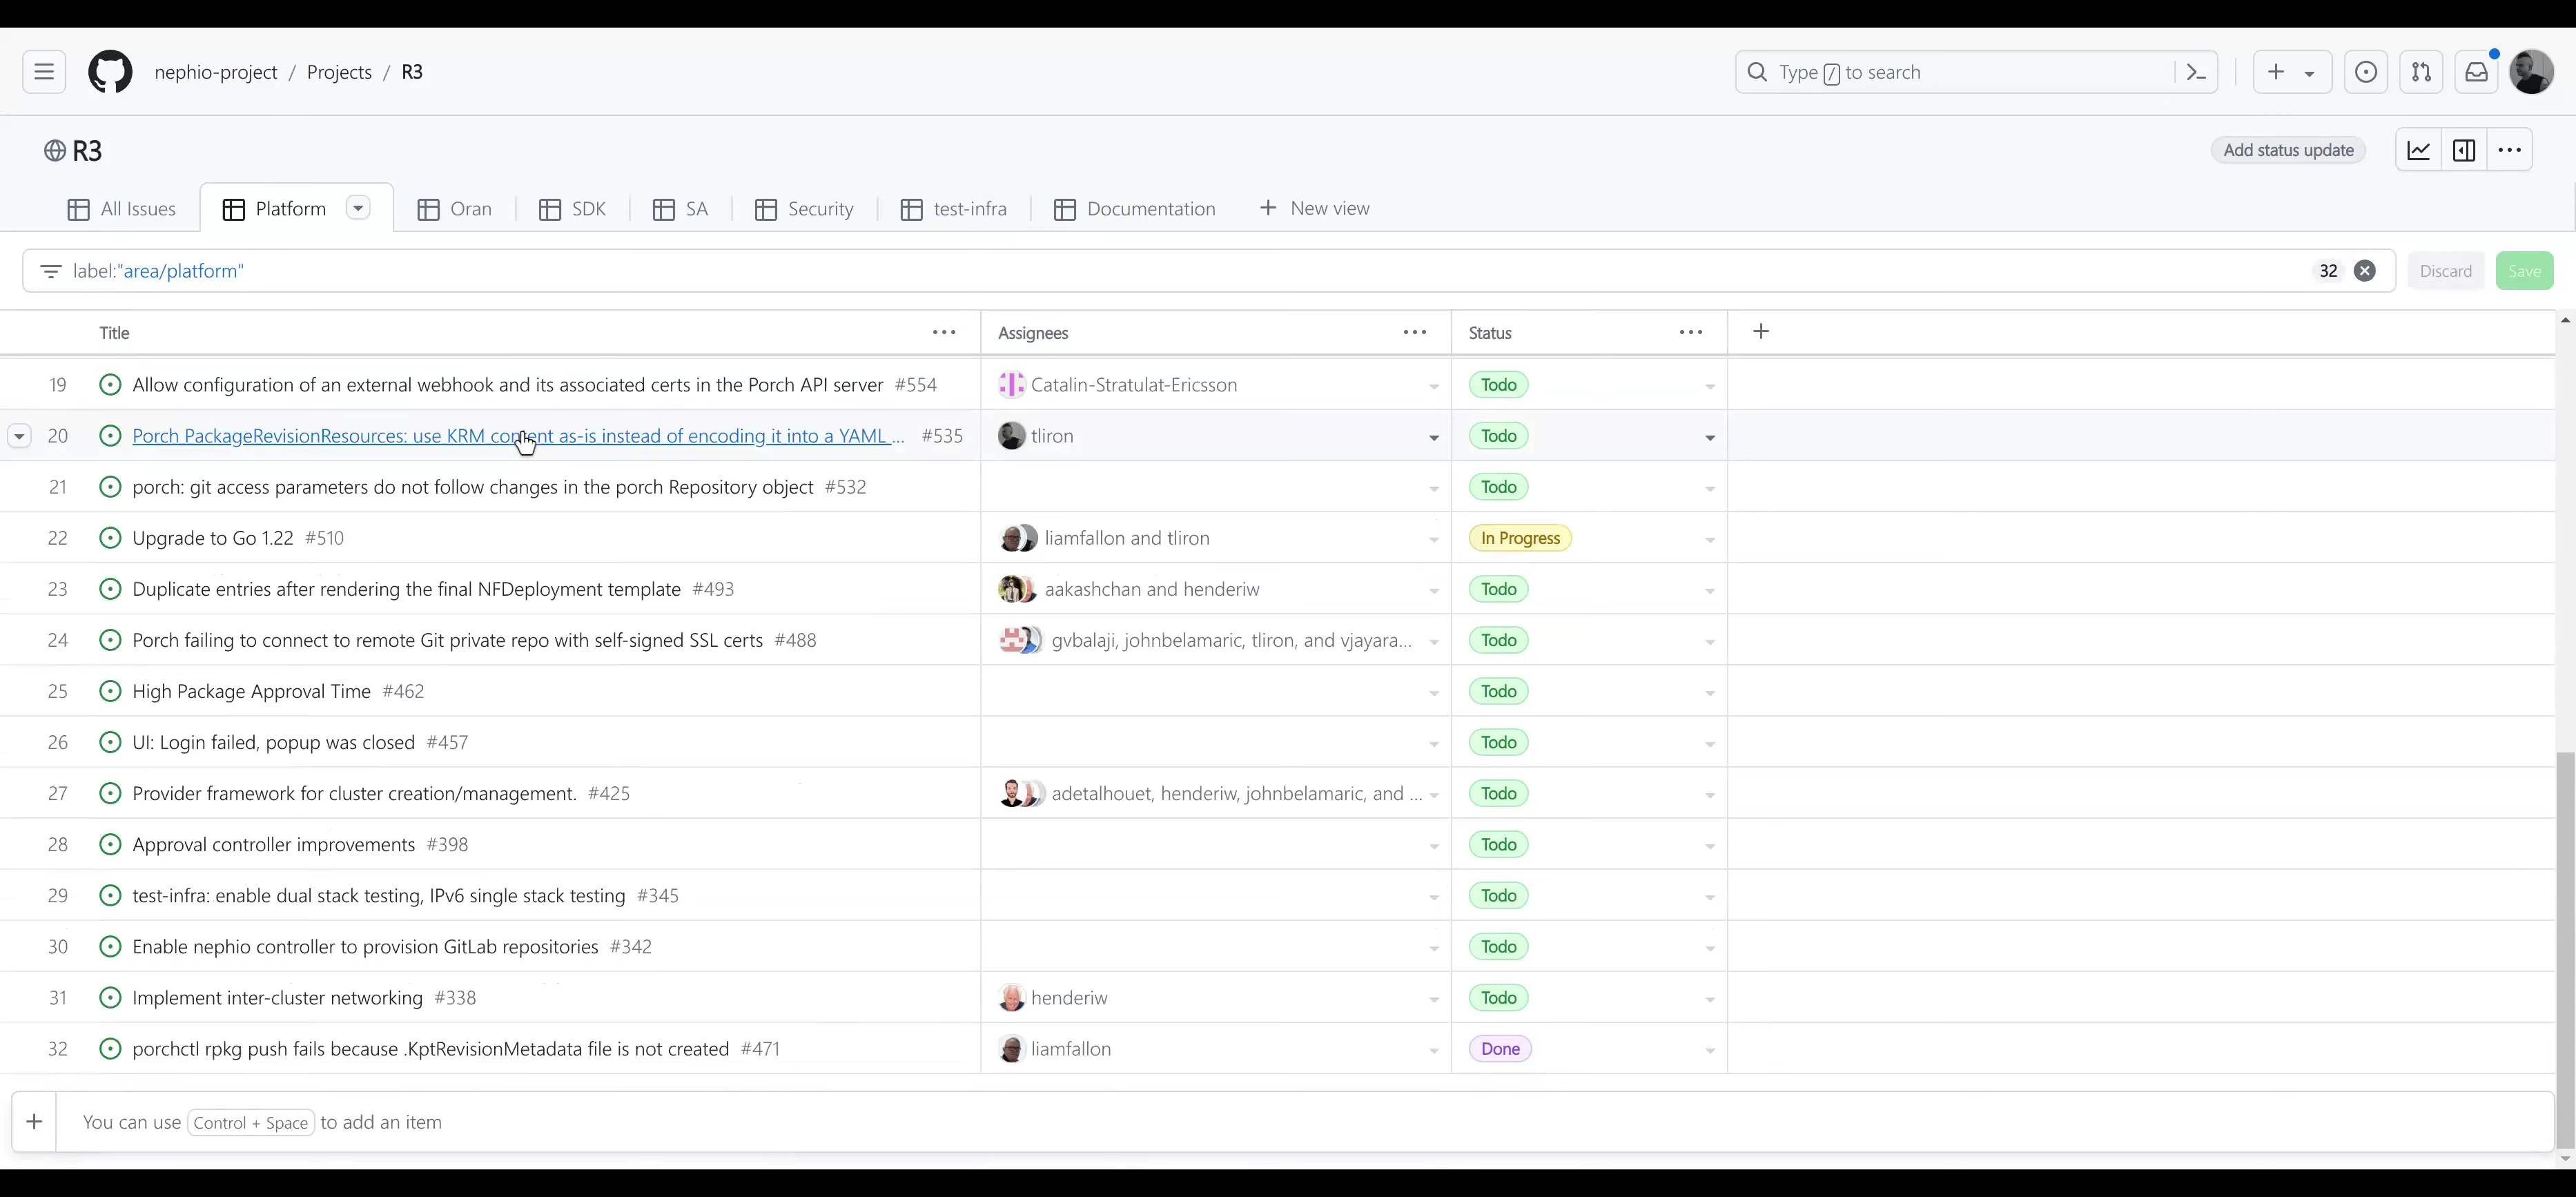 nephio-project / Projects / R3
Type / to search
R3
Add status update
All Issues
Platform
Oran
SDK
SA
Security
test-infra
Documentation
+ New view
label:"area/platform"
32
Discard
Save
Title
Assignees
Status
19 Allow configuration of an external webhook and its associated certs in the Porch API server #554 Catalin-Stratulat-Ericsson Todo
20 Porch PackageRevisionResources: use KRM content as-is instead of encoding it into a YAML ... #535 tliron Todo
21 porch: git access parameters do not follow changes in the porch Repository object #532 Todo
22 Upgrade to Go 1.22 #510 liamfallon and tliron In Progress
23 Duplicate entries after rendering the final NFDeployment template #493 aakashchan and henderiw Todo
24 Porch failing to connect to remote Git private repo with self-signed SSL certs #488 gvbalaji, johnbelamaric, tliron, and vjayara... Todo
25 High Package Approval Time #462 Todo
26 UI: Login failed, popup was closed #457 Todo
27 Provider framework for cluster creation/management. #425 adetalhouet, henderiw, johnbelamaric, and ... Todo
28 Approval controller improvements #398 Todo
29 test-infra: enable dual stack testing, IPv6 single stack testing #345 Todo
30 Enable nephio controller to provision GitLab repositories #342 Todo
31 Implement inter-cluster networking #338 henderiw Todo
32 porchctl rpkg push fails because .KptRevisionMetadata file is not created #471 liamfallon Done
+ You can use Control + Space to add an item